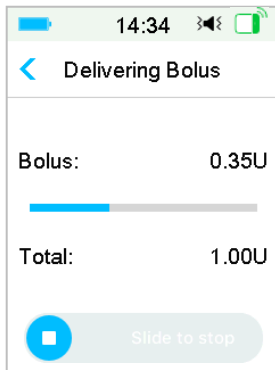 14:34
Delivering Bolus
Bolus: 0.35U
Total: 1.00U
Slide to stop